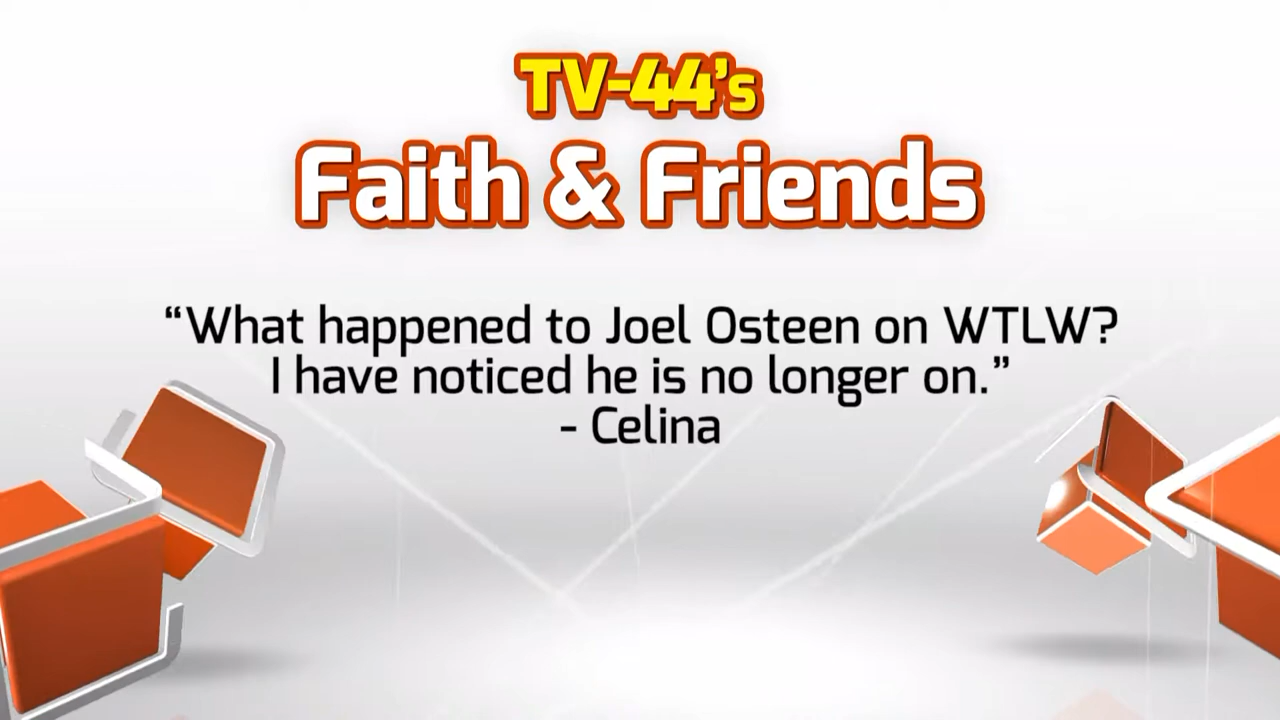 TV-44’s
Faith & Friends
“What happened to Joel Osteen on WTLW?
I have noticed he is no longer on.”
- Celina